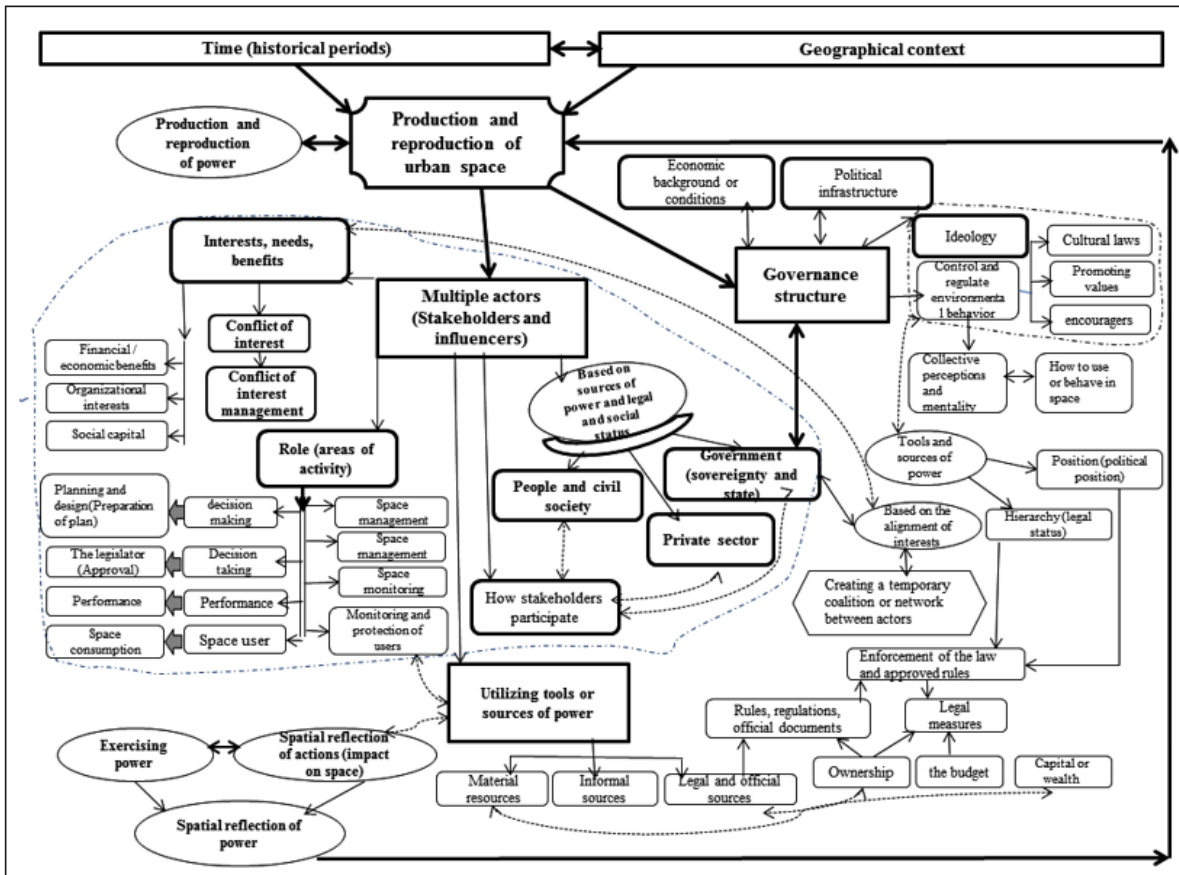 Time (historical periods)
Geographical context
Production and
reproduction
of power
Production and
reproduction of
urban space
Economic
background or
conditions
Political
infrastructure
Ideology
Cultural laws
Promoting
values
encouragers
Control and
regulate
environmenta
l behavior
Governance
structure
Interests, needs,
benefits
Multiple actors
(Stakeholders and
influencers)
Conflict of
interest
Conflict of
interest
management
Financial /
economic benefits
Organizational
interests
Social capital
Based on
sources of
power and legal
and social
status
Collective
perceptions
and
mentality
How to use
or behave in
space
Tools and
sources of
power
Position (political
position)
Hierarchy (legal
status)
Based on the
alignment of
interests
Creating a temporary
coalition or network
between actors
Role (areas of
activity)
Government
(sovereignty and
state)
People and civil
society
Private sector
How stakeholders
participate
Planning and
design(Preparation
of plan)
decision
making
Space
management
The legislator
(Approval)
Decision
taking
Space
management
Performance
Performance
Space
monitoring
Space
consumption
Space user
Monitoring and
protection of
users
Utilizing tools or
sources of power
Enforcement of the law
and approved rules
Rules, regulations,
official documents
Legal
measures
Exercising
power
Spatial reflection
of actions (impact
on space)
Spatial reflection of
power
Material
resources
Informal
sources
Legal and official
sources
Ownership
the budget
Capital or
wealth